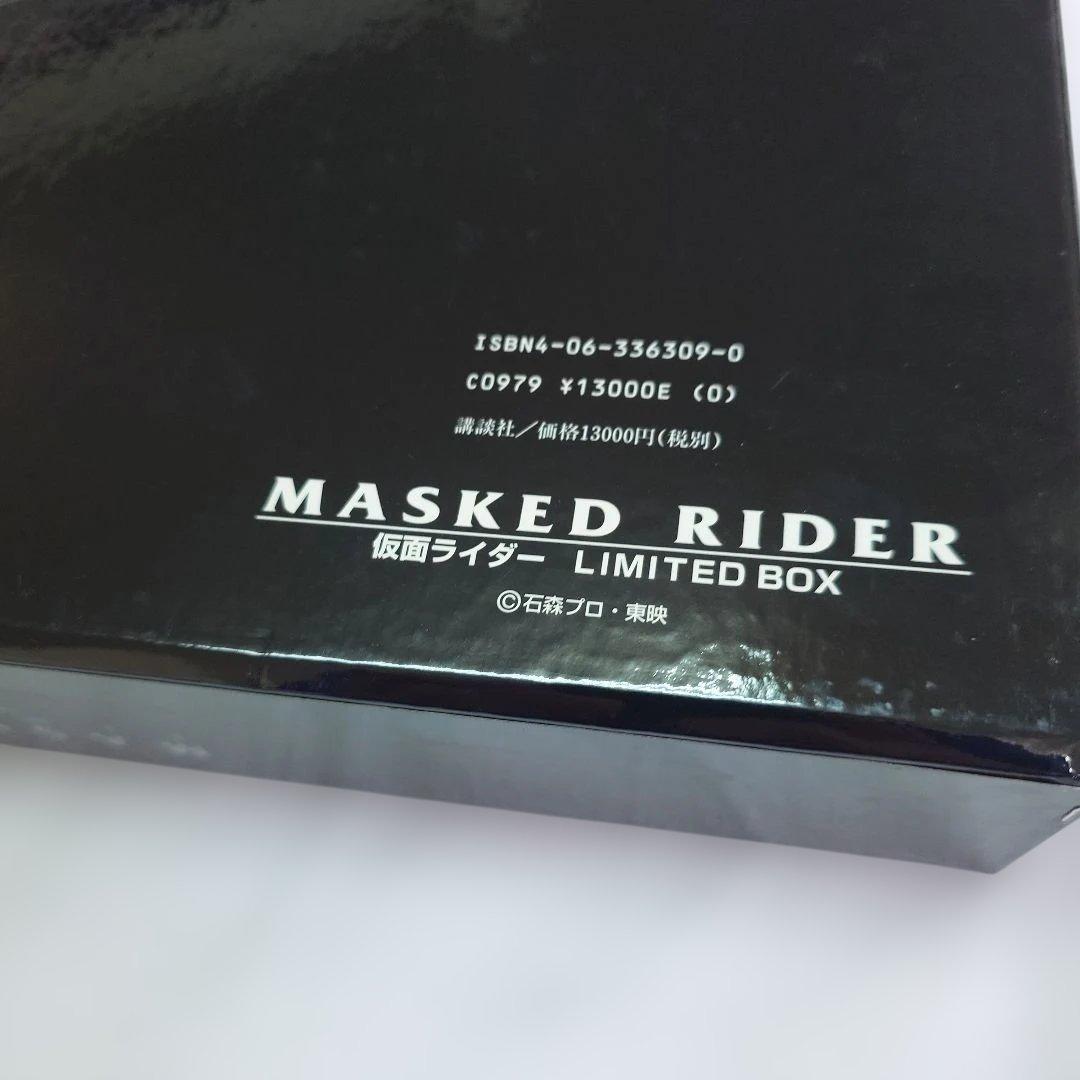 ISBN4-06-336309-0
C0979 ¥13000E (0)
講談社／価格13000円(税別)
MASKED RIDER
仮面ライダー LIMITED BOX
©石森プロ・東映